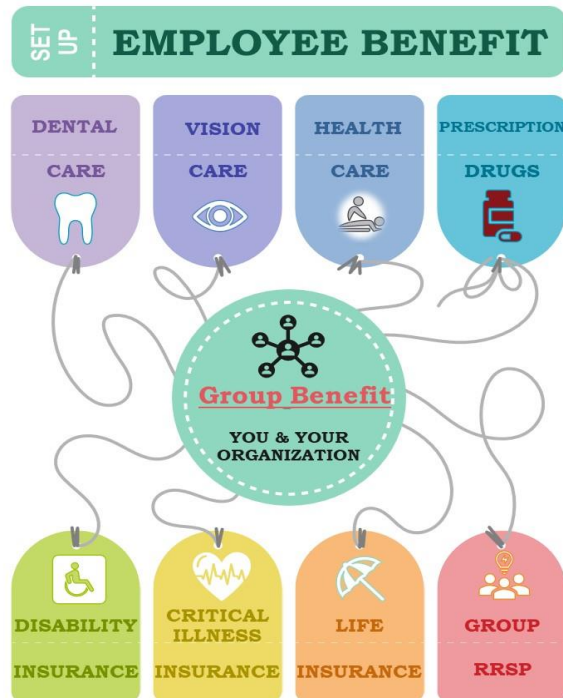 SET UP
EMPLOYEE BENEFIT
DENTAL
CARE
VISION
CARE
HEALTH
CARE
PRESCRIPTION
DRUGS
Group Benefit
YOU & YOUR
ORGANIZATION
DISABILITY
INSURANCE
CRITICAL
ILLNESS
INSURANCE
LIFE
INSURANCE
GROUP
RRSP